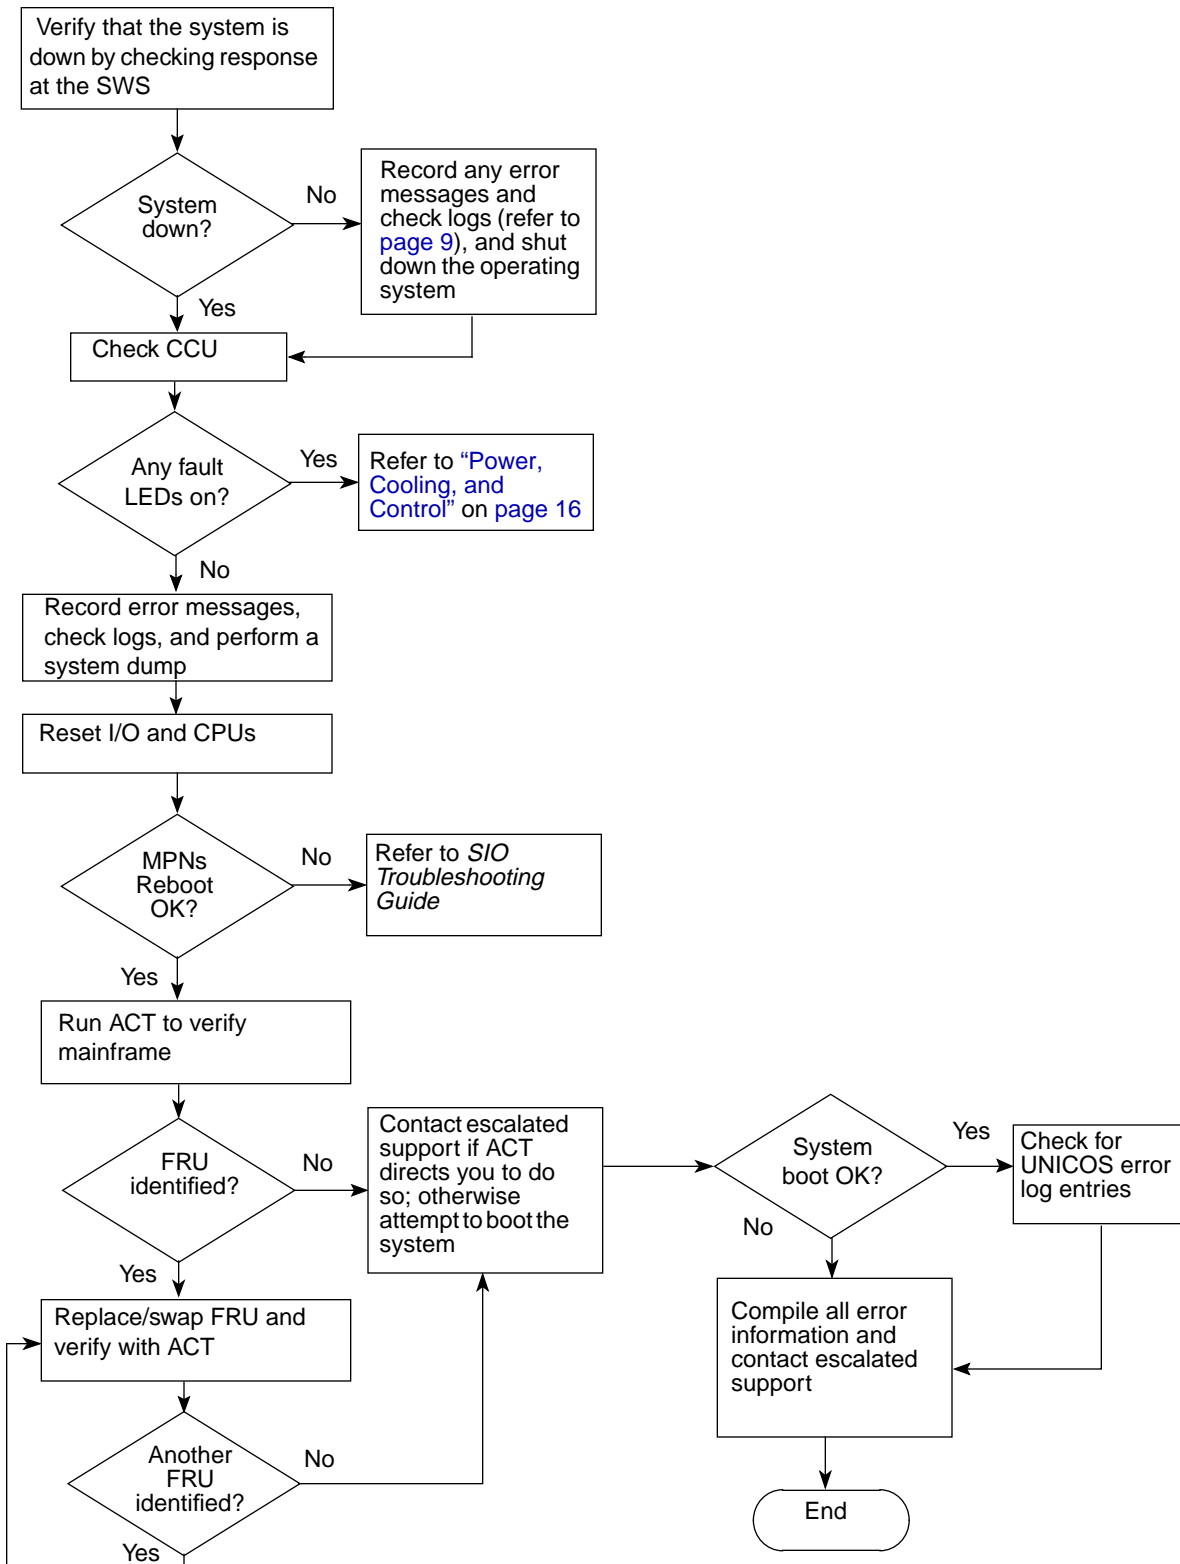 Verify that the system is
down by checking response
at the SWS
System
down?
No
Record any error
messages and
check logs (refer to
page 9), and shut
down the operating
system
Yes
Check CCU
Any fault
LEDs on?
Yes
Refer to “Power,
Cooling, and
Control” on page 16
No
Record error messages,
check logs, and perform a
system dump
Reset I/O and CPUs
MPNs
Reboot
OK?
No
Refer to SIO
Troubleshooting
Guide
Yes
Run ACT to verify
mainframe
FRU
identified?
No
Contact escalated
support if ACT
directs you to do
so; otherwise
attempt to boot the
system
System
boot OK?
Yes
Check for
UNICOS error
log entries
No
Yes
Replace/swap FRU and
verify with ACT
Compile all error
information and
contact escalated
support
Another
FRU
identified?
No
End
Yes